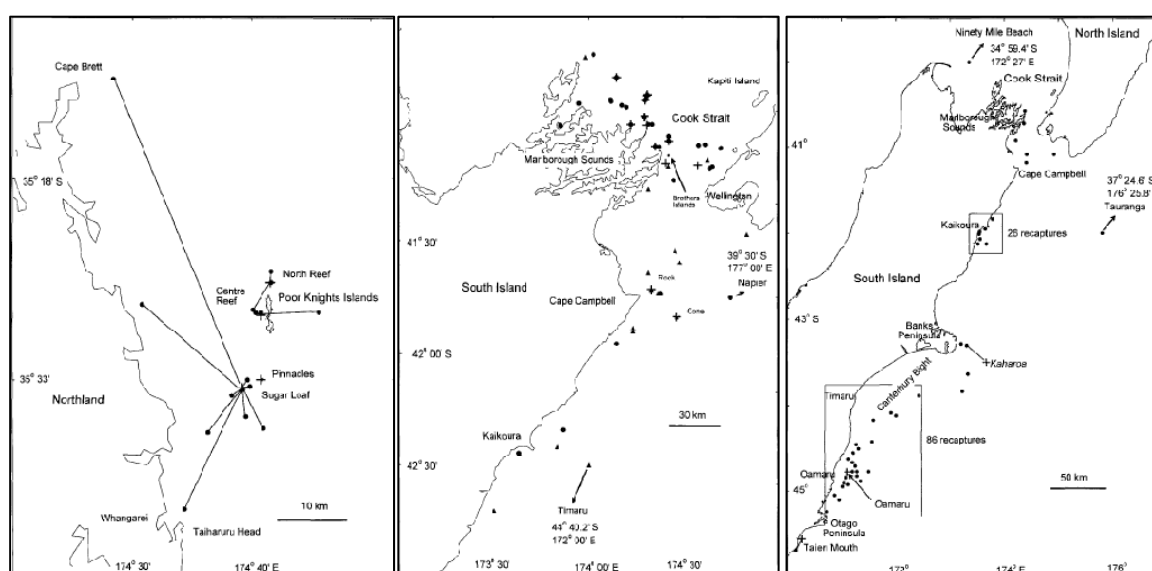 Cape Brett
35° 18' S
North Reef
Centre
Reef
Poor Knights Islands
35° 33'
Pinnacles
Sugar Loaf
Northland
10 km
Whangarei
Taiharuru Head
174° 30'
174° 40' E
Kapiti Island
Cook Strait
Marlborough Sounds
Brothers
Islands
Wellington
41° 30'
39° 30' S
177° 00' E
Napier
Rock
South Island
Cape Campbell
Cone
42° 00' S
30 km
Kaikoura
42° 30'
Timaru
44° 40.2' S
172° 00' E
173° 30'
174° 00' E
174° 30'
Ninety Mile Beach
34° 59.4' S
172° 27' E
North Island
Cook Strait
Marlborough
Sounds
41°
Cape Campbell
37° 24.6' S
176° 25.8'
Tauranga
Kaikoura
28 recaptures
South Island
43° S
Banks
Peninsula
Kaharoa
Canterbury Bight
Timaru
86 recaptures
Oamaru
45°
Oamaru
50 km
Otago
Peninsula
Taieri Mouth
172°
174° E
176°